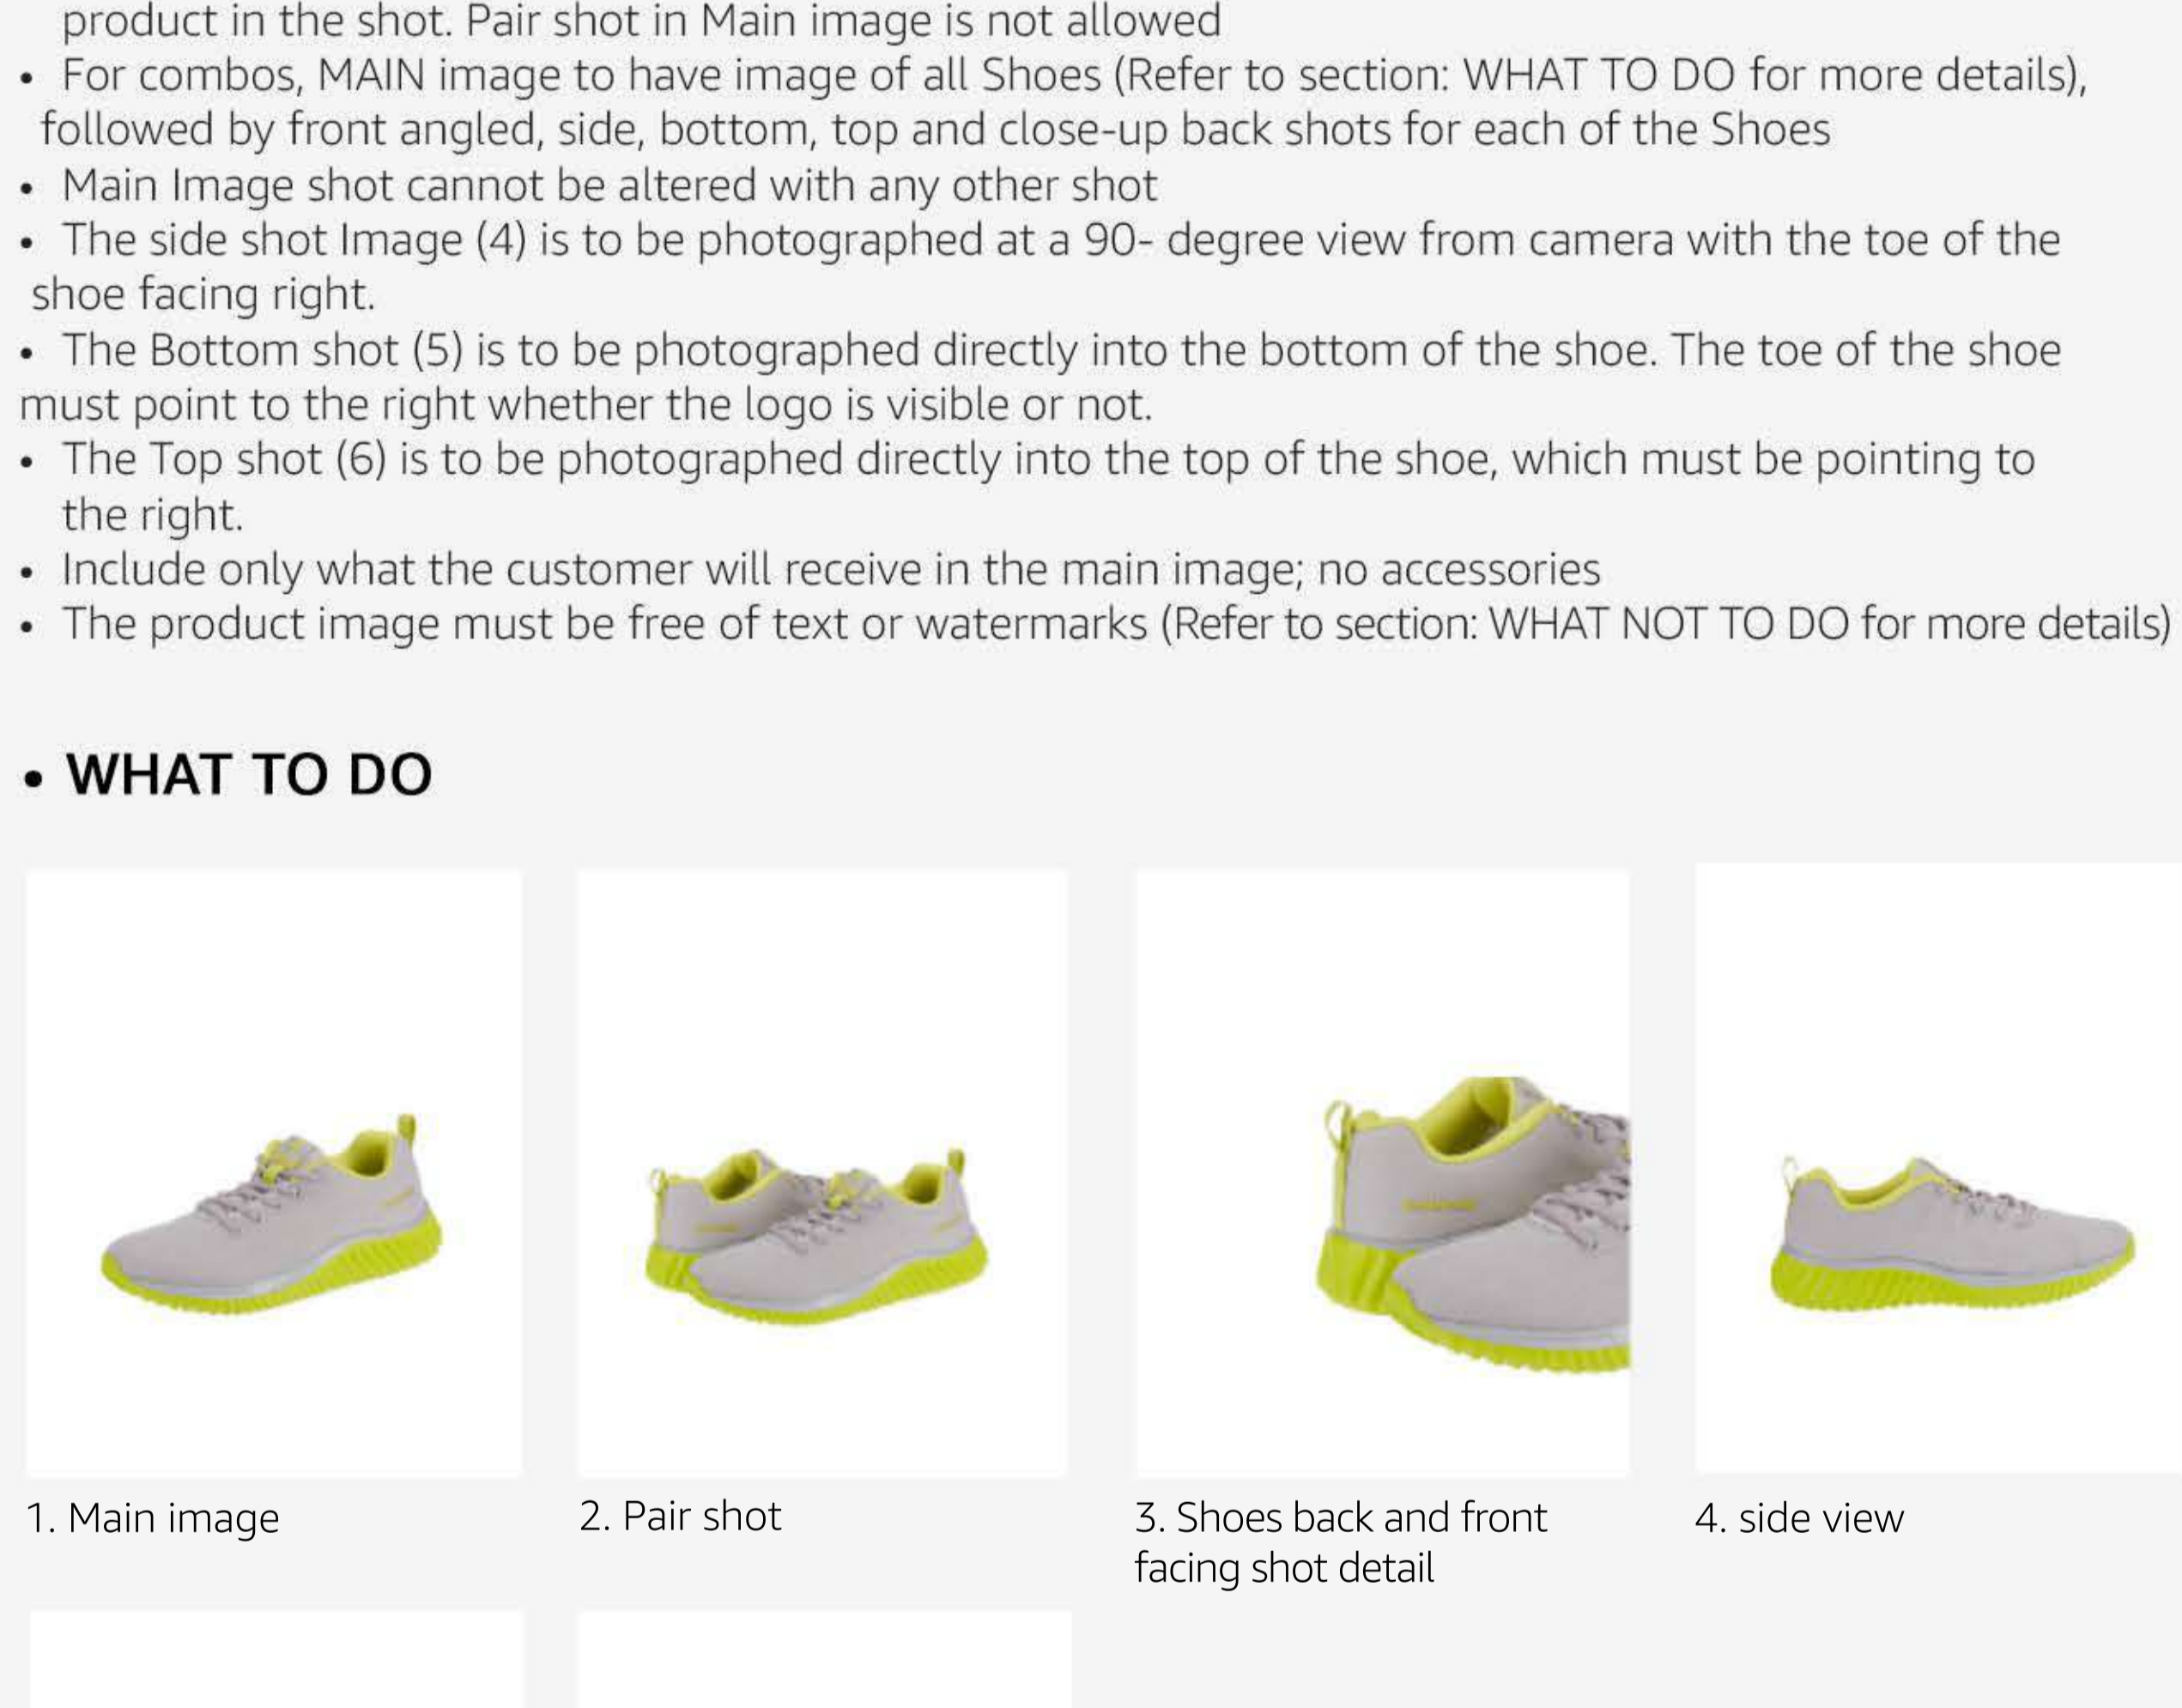 product in the shot. Pair shot in Main image is not allowed
• For combos, MAIN image to have image of all Shoes (Refer to section: WHAT TO DO for more details),
followed by front angled, side, bottom, top and close-up back shots for each of the Shoes
• Main Image shot cannot be altered with any other shot
• The side shot Image (4) is to be photographed at a 90- degree view from camera with the toe of the
shoe facing right.
• The Bottom shot (5) is to be photographed directly into the bottom of the shoe. The toe of the shoe
must point to the right whether the logo is visible or not.
• The Top shot (6) is to be photographed directly into the top of the shoe, which must be pointing to
the right.
• Include only what the customer will receive in the main image; no accessories
• The product image must be free of text or watermarks (Refer to section: WHAT NOT TO DO for more details)
• WHAT TO DO
1. Main image
2. Pair shot
3. Shoes back and front
facing shot detail
4. side view